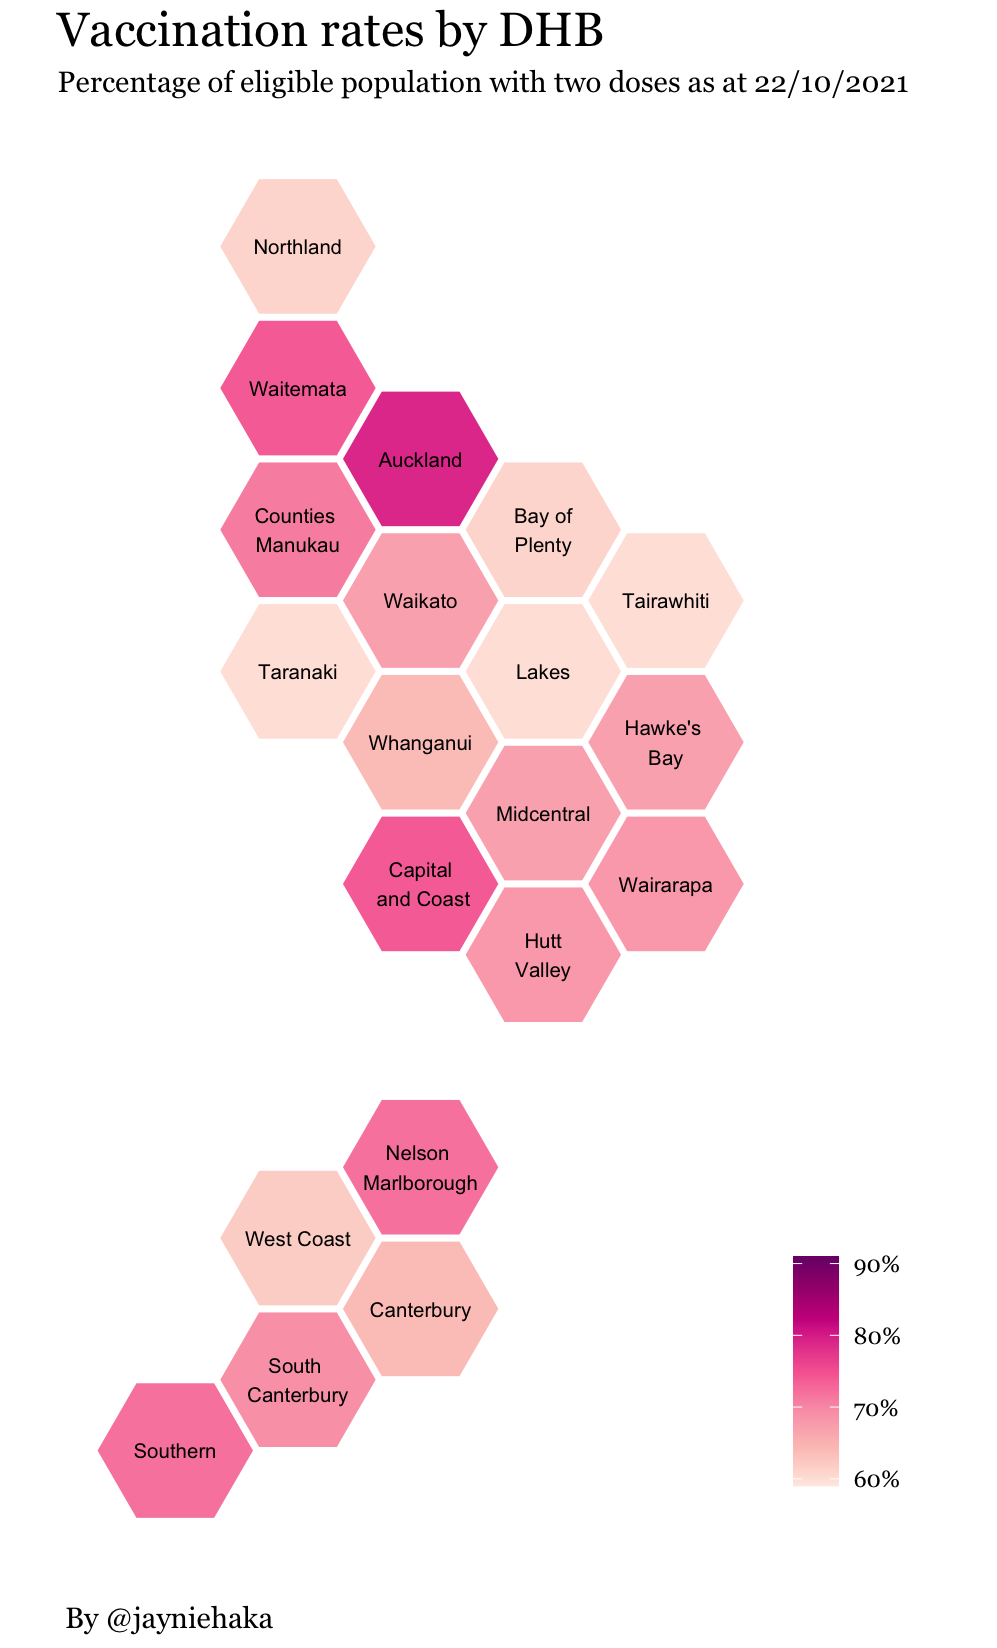 Vaccination rates by DHB
Percentage of eligible population with two doses as at 22/10/2021
Northland
Waitemata
Auckland
Counties
Manukau
Bay of
Plenty
Waikato
Tairawhiti
Taranaki
Lakes
Whanganui
Hawke's
Bay
Midcentral
Capital
and Coast
Wairarapa
Hutt
Valley
Nelson
Marlborough
West Coast
Canterbury
South
Canterbury
Southern
90%
80%
70%
60%
By @jayniehaka